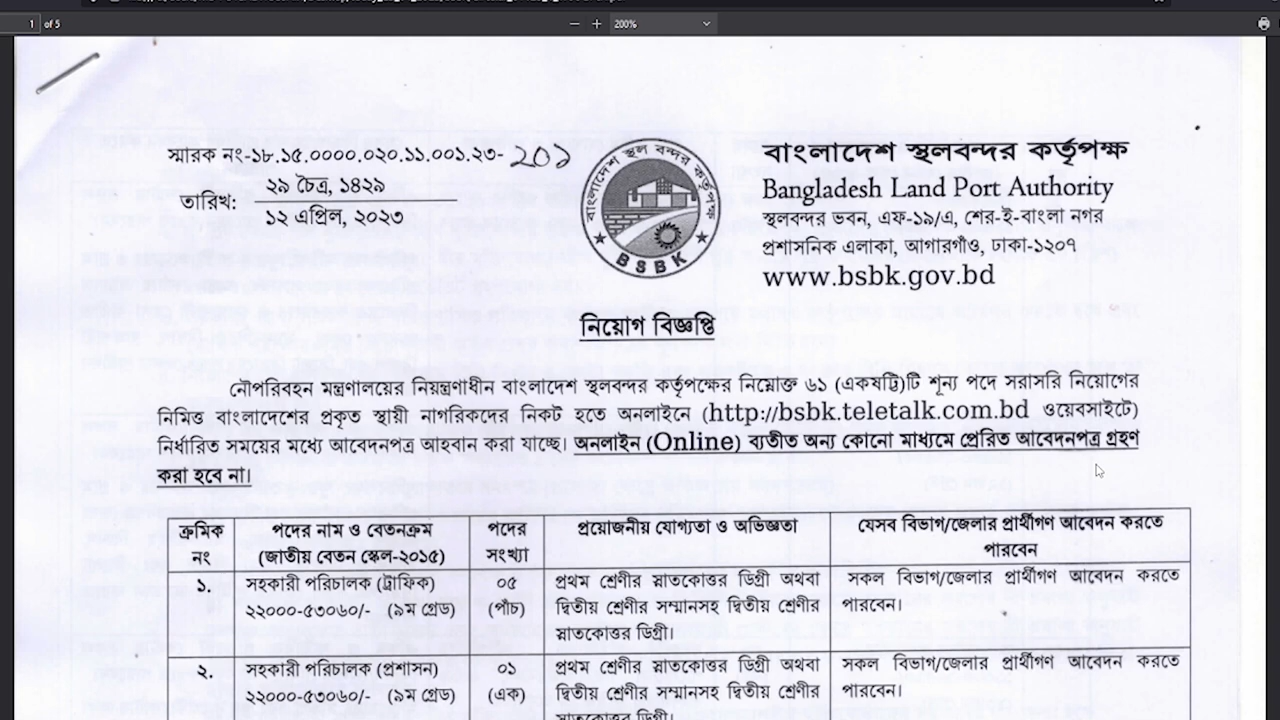 1 of 5
200%
স্মারক নং-১৮.১৫.০০০০.০২০.১১.০০১.২৩-২০১
২৯ চৈত্র, ১৪২৯
তারিখ:
১২ এপ্রিল, ২০২৩
বাংলাদেশ স্থল বন্দর কর্তৃপক্ষ
BSBK
বাংলাদেশ স্থলবন্দর কর্তৃপক্ষ
Bangladesh Land Port Authority
স্থলবন্দর ভবন, এফ-১৯/এ, শের-ই-বাংলা নগর
প্রশাসনিক এলাকা, আগারগাঁও, ঢাকা-১২০৭
www.bsbk.gov.bd
নিয়োগ বিজ্ঞপ্তি
নৌপরিবহন মন্ত্রণালয়ের নিয়ন্ত্রণাধীন বাংলাদেশ স্থলবন্দর কর্তৃপক্ষের নিম্নোক্ত ৬১ (একষট্টি)টি শূন্য পদে সরাসরি নিয়োগের
নিমিত্ত বাংলাদেশের প্রকৃত স্থায়ী নাগরিকদের নিকট হতে অনলাইনে (http://bsbk.teletalk.com.bd ওয়েবসাইটে)
নির্ধারিত সময়ের মধ্যে আবেদনপত্র আহবান করা যাচ্ছে। অনলাইন (Online) ব্যতীত অন্য কোনো মাধ্যমে প্রেরিত আবেদনপত্র গ্রহণ
করা হবে না।
ক্রমিক নং পদের নাম ও বেতনক্রম (জাতীয় বেতন স্কেল-২০১৫) পদের সংখ্যা প্রয়োজনীয় যোগ্যতা ও অভিজ্ঞতা যেসব বিভাগ/জেলার প্রার্থীগণ আবেদন করতে পারবেন
১. সহকারী পরিচালক (ট্রাফিক) ০৫ প্রথম শ্রেণীর স্নাতকোত্তর ডিগ্রী অথবা সকল বিভাগ/জেলার প্রার্থীগণ আবেদন করতে
২২০০০-৫৩০৬০/- (৯ম গ্রেড) (পাঁচ) দ্বিতীয় শ্রেণীর সম্মানসহ দ্বিতীয় শ্রেণীর পারবেন।
স্নাতকোত্তর ডিগ্রী।
২. সহকারী পরিচালক (প্রশাসন) ০১ প্রথম শ্রেণীর স্নাতকোত্তর ডিগ্রী অথবা সকল বিভাগ/জেলার প্রার্থীগণ আবেদন করতে
২২০০০-৫৩০৬০/- (৯ম গ্রেড) (এক) দ্বিতীয় শ্রেণীর সম্মানসহ দ্বিতীয় শ্রেণীর পারবেন।
স্নাতকোত্তর ডিগ্রী।